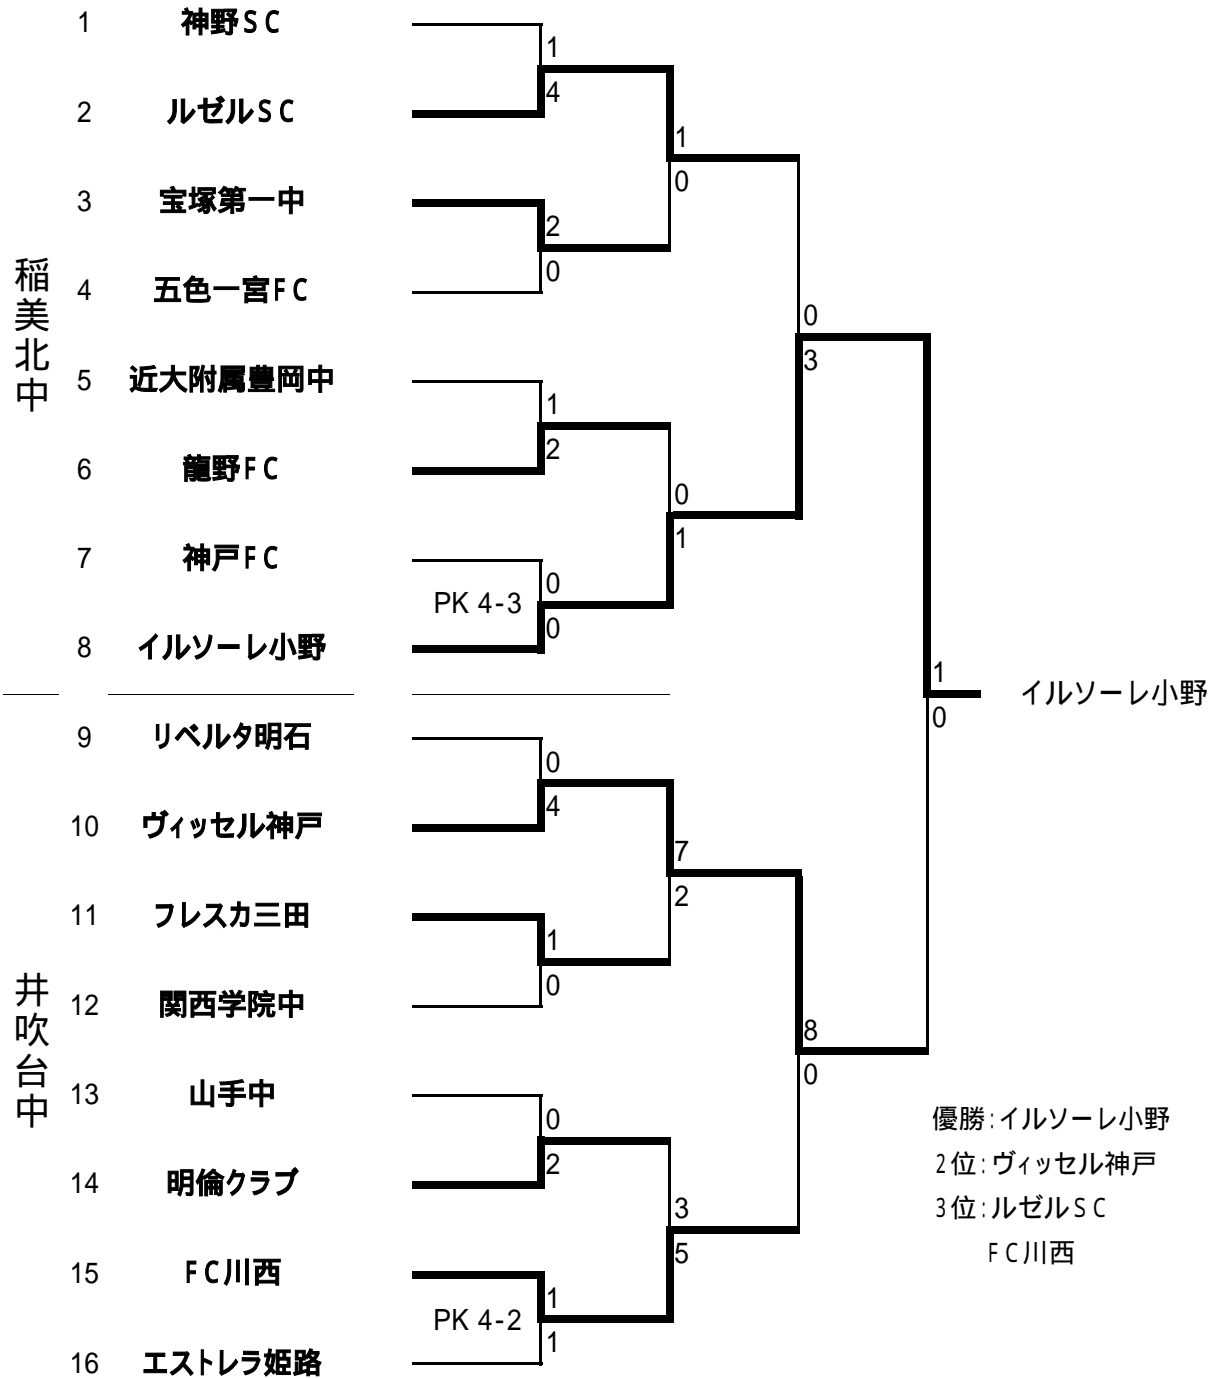 1 神野SC
1
2 ルゼルSC
4
1
0
3 宝塚第一中
2
4 五色一宮FC
0
稲美北中
0
3
5 近大附属豊岡中
1
6 龍野FC
2
0
1
7 神戸FC
0
PK 4-3
8 イルソーレ小野
0
1
0
イルソーレ小野
9 リベルタ明石
0
10 ヴィッセル神戸
4
7
2
11 フレスカ三田
1
12 関西学院中
0
井吹台中
8
0
13 山手中
0
14 明倫クラブ
2
3
5
15 FC川西
1
PK 4-2
16 エストレラ姫路
1
優勝:イルソーレ小野
2位:ヴィッセル神戸
3位:ルゼルSC
FC川西